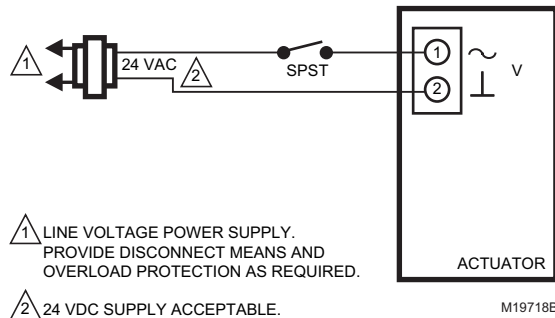 1
24 VAC
2
SPST
1
V
2
1 LINE VOLTAGE POWER SUPPLY.
PROVIDE DISCONNECT MEANS AND
OVERLOAD PROTECTION AS REQUIRED.
ACTUATOR
2 24 VDC SUPPLY ACCEPTABLE.
M19718B